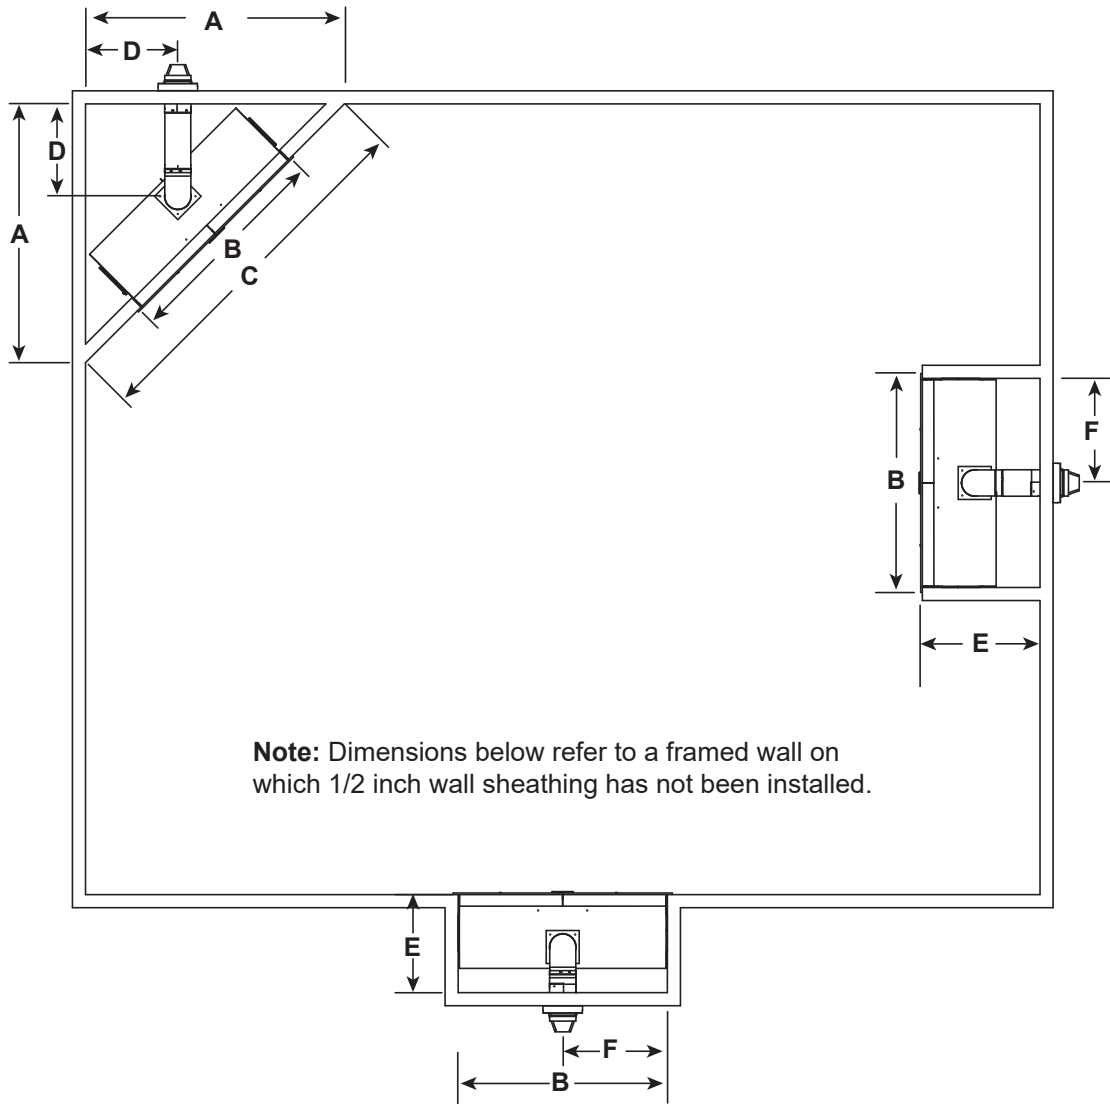 A
D
D
A
B
C
F
B
E
Note: Dimensions below refer to a framed wall on
which 1/2 inch wall sheathing has not been installed.
E
F
B